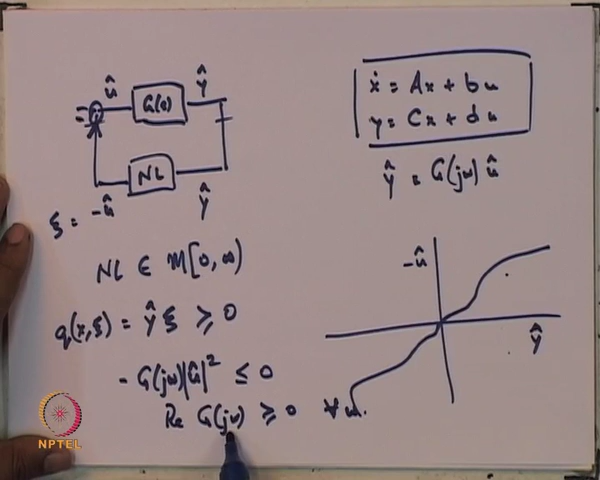 û G(s) ŷ
NL
ξ = -û ŷ
NL ∈ M[0, ∞)
q(x,ξ) = ŷ ξ ≥ 0
- G(jω)|û|² ≤ 0
Re G(jω) ≥ 0 ∀ω.
ẋ = Ax + bu
y = Cx + du
ŷ = G(jω) û
-û
ŷ
NPTEL